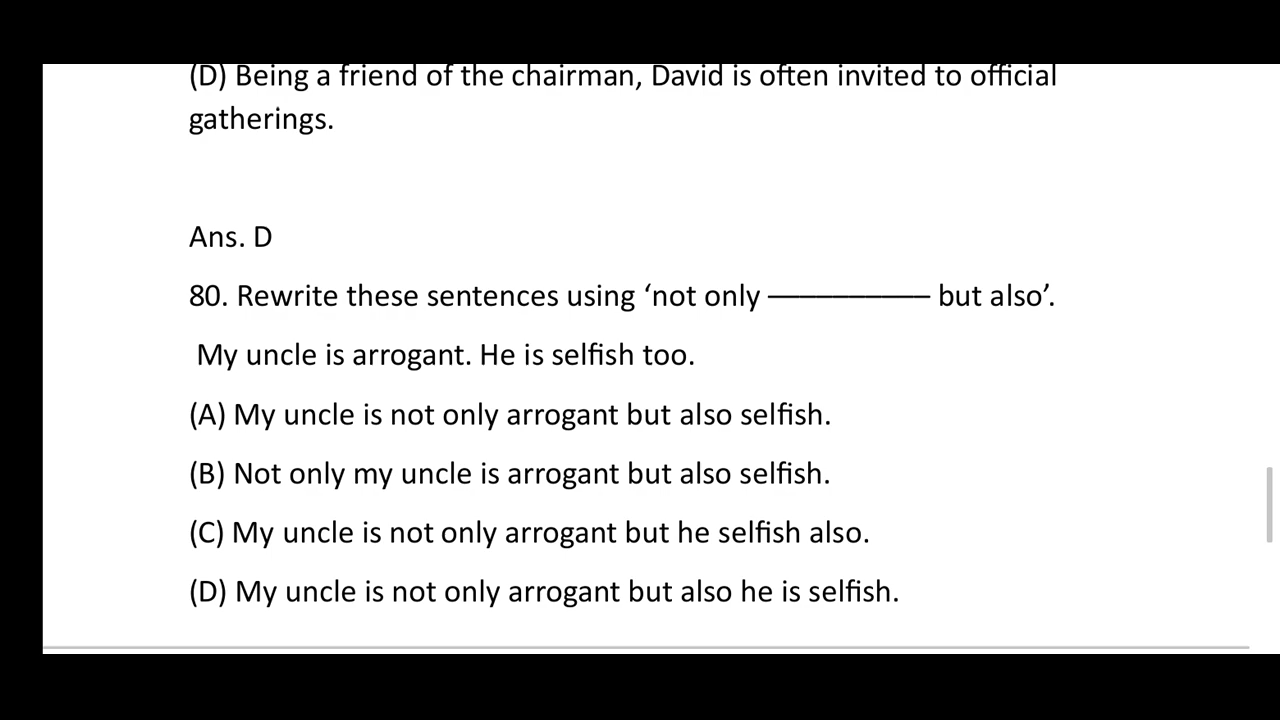 (D) Being a friend of the chairman, David is often invited to official
gatherings.
Ans. D
80. Rewrite these sentences using ‘not only —————— but also’.
My uncle is arrogant. He is selfish too.
(A) My uncle is not only arrogant but also selfish.
(B) Not only my uncle is arrogant but also selfish.
(C) My uncle is not only arrogant but he selfish also.
(D) My uncle is not only arrogant but also he is selfish.